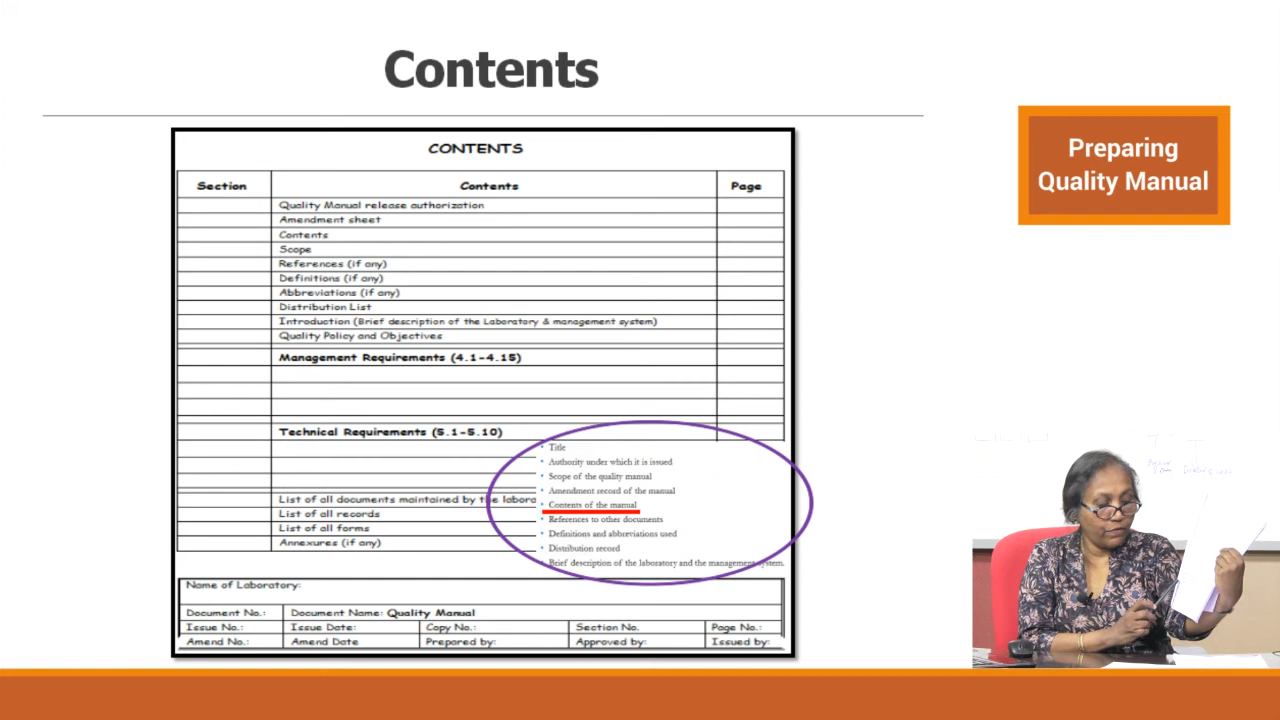 Contents
Preparing
Quality Manual
CONTENTS
Section Contents Page
Quality Manual release authorization
Amendment sheet
Contents
Scope
References (if any)
Definitions (if any)
Abbreviations (if any)
Distribution List
Introduction (Brief description of the Laboratory & management system)
Quality Policy and Objectives
Management Requirements (4.1-4.15)
Technical Requirements (5.1-5.10)
List of all documents maintained by the
List of all records
List of all forms
Annexures (if any)
• Title
• Authority under which it is issued
• Scope of the quality manual
• Amendment record of the manual
• Contents of the manual
• References to other documents
• Definitions and abbreviations used
• Distribution record
• Brief description of the laboratory and the management system.
Name of Laboratory:
Document No.: Document Name: Quality Manual
Issue No.: Issue Date: Copy No.: Section No. Page No.:
Amend No.: Amend Date Prepared by: Approved by: Issued by: